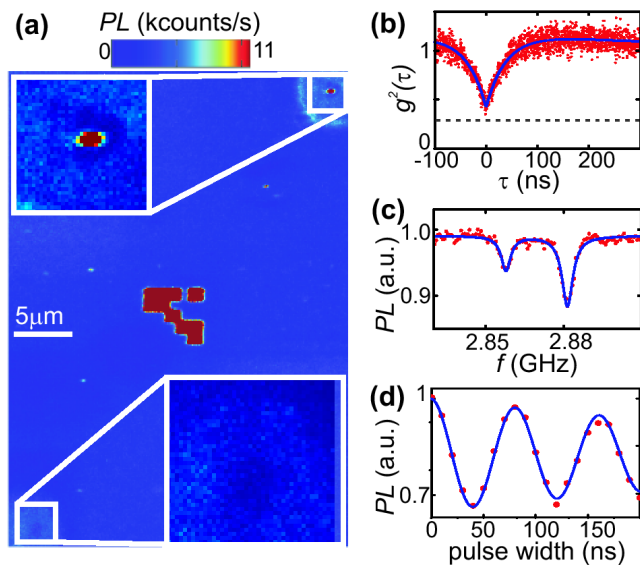 (a)
PL (kcounts/s)
0 11
5μm
(b)
g²(τ)
1
0
-100 0 100 200
τ (ns)
(c)
PL (a.u.)
1.0
0.9
2.85 2.88
f (GHz)
(d)
PL (a.u.)
1
0.7
0 50 100 150
pulse width (ns)